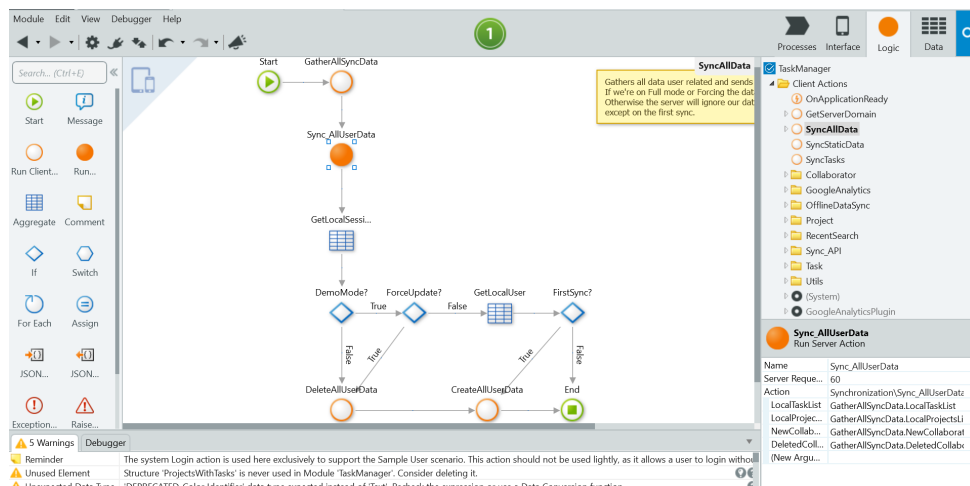 Module Edit View Debugger Help
1
Processes Interface Logic Data
Search... (Ctrl+E)
Start Message
Run Client... Run...
Aggregate Comment
If Switch
For Each Assign
JSON... JSON...
Exception... Raise...
Start GatherAllSyncData
SyncAllData
Gathers all data user related and sends
If we're on Full mode or Forcing the dat
Otherwise the server will ignore our dat
except on the first sync.
Sync_AllUserData
GetLocalSessi...
DemoMode? ForceUpdate? GetLocalUser FirstSync?
True False
False True True False
DeleteAllUserData CreateAllUserData End
TaskManager
Client Actions
OnApplicationReady
GetServerDomain
SyncAllData
SyncStaticData
SyncTasks
Collaborator
GoogleAnalytics
OfflineDataSync
Project
RecentSearch
Sync_API
Task
Utils
(System)
GoogleAnalyticsPlugin
Sync_AllUserData
Run Server Action
Name Sync_AllUserData
Server Reque... 60
Action Synchronization\Sync_AllUserData
LocalTaskList GatherAllSyncData.LocalTaskList
LocalProjec... GatherAllSyncData.LocalProjectsLi
NewCollab... GatherAllSyncData.NewCollaborat
DeletedColl... GatherAllSyncData.DeletedCollabo
(New Argu...
5 Warnings Debugger
Reminder The system Login action is used here exclusively to support the Sample User scenario. This action should not be used lightly, as it allows a user to login withou
Unused Element Structure 'ProjectsWithTasks' is never used in Module 'TaskManager'. Consider deleting it.